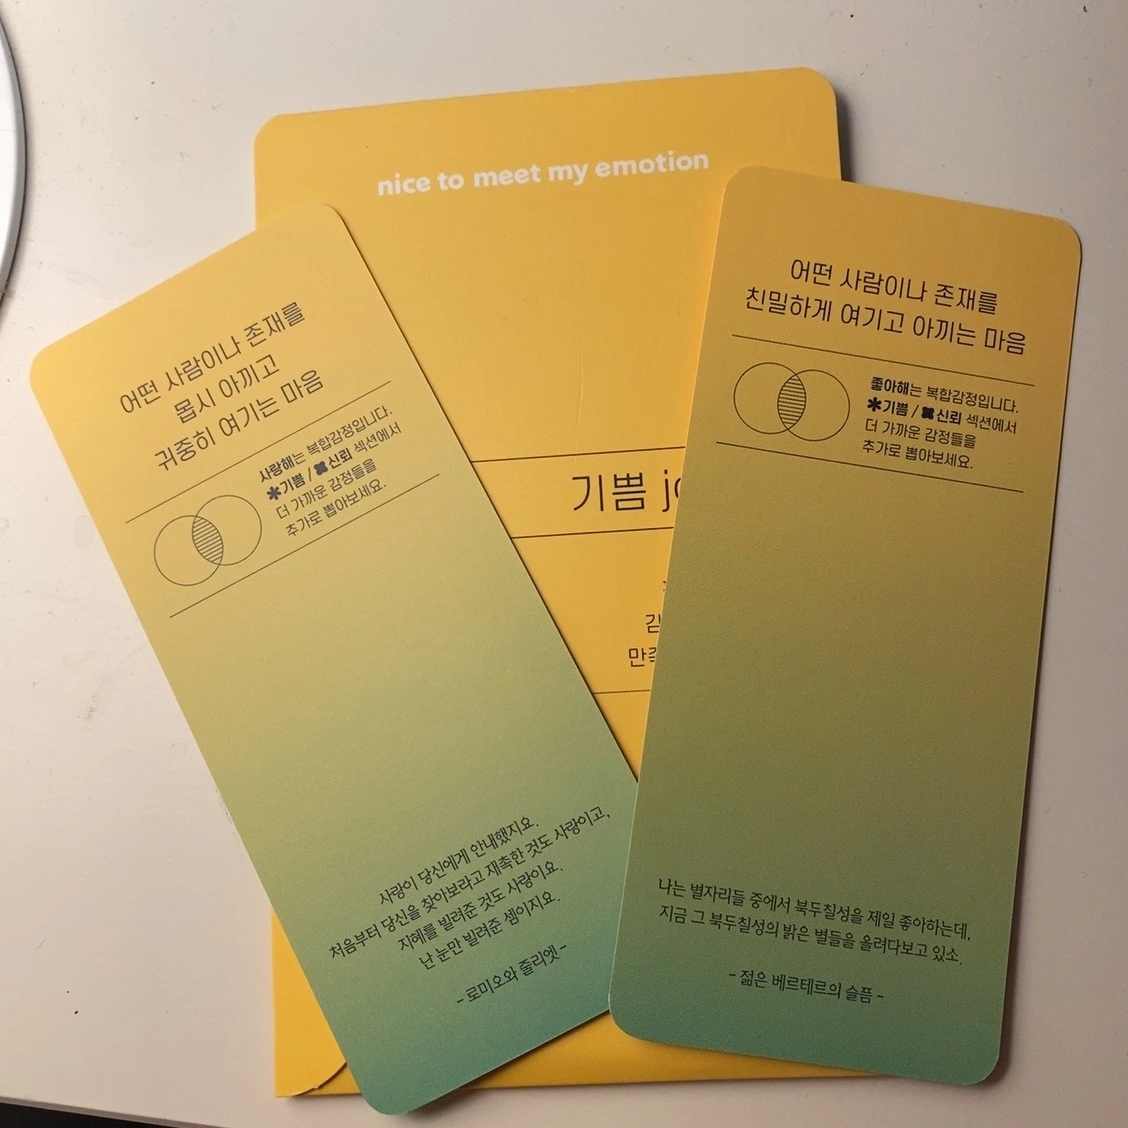 nice to meet my emotion
기쁨
만족
어떤 사람이나 존재를
몹시 아끼고
귀중히 여기는 마음
사랑해는 복합감정입니다.
*기쁨 / ✖신뢰 섹션에서
더 가까운 감정들을
추가로 뽑아보세요.
사랑이 당신에게 안내했지요.
처음부터 당신을 찾아보라고 재촉한 것도 사랑이고,
지혜를 빌려준 것도 사랑이요.
난 눈만 빌려준 셈이지요.
- 로미오와 줄리엣 -
어떤 사람이나 존재를
친밀하게 여기고 아끼는 마음
좋아해는 복합감정입니다.
*기쁨 / ✖신뢰 섹션에서
더 가까운 감정들을
추가로 뽑아보세요.
나는 별자리들 중에서 북두칠성을 제일 좋아하는데,
지금 그 북두칠성의 밝은 별들을 올려다보고 있소.
- 젊은 베르테르의 슬픔 -